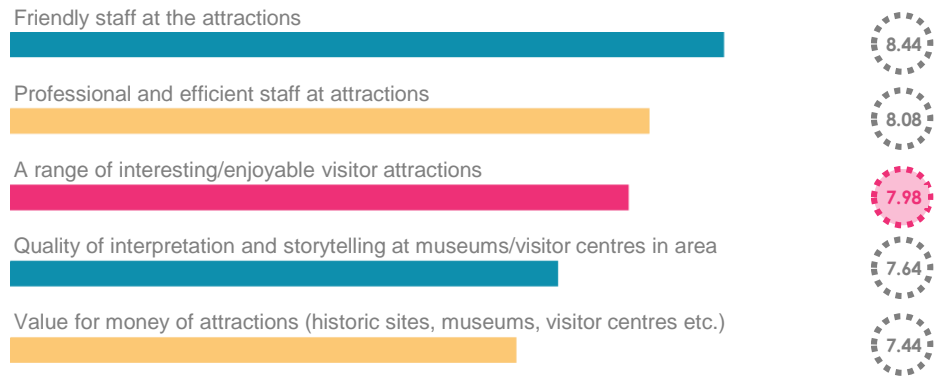 Friendly staff at the attractions
8.44
Professional and efficient staff at attractions
8.08
A range of interesting/enjoyable visitor attractions
7.98
Quality of interpretation and storytelling at museums/visitor centres in area
7.64
Value for money of attractions (historic sites, museums, visitor centres etc.)
7.44